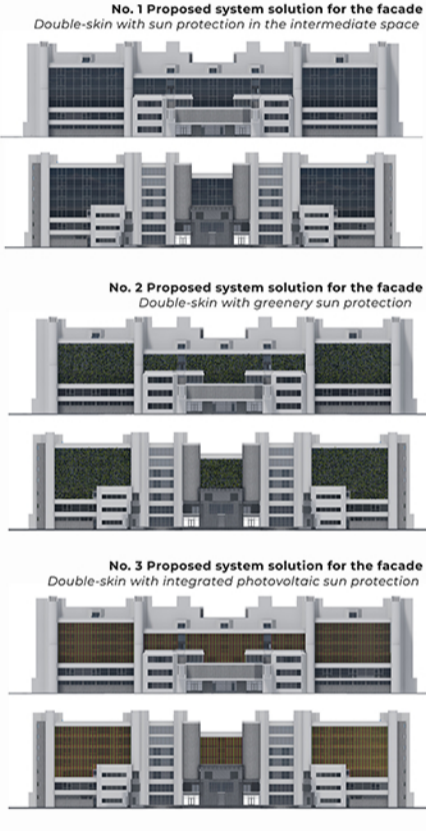 No. 1 Proposed system solution for the facade
Double-skin with sun protection in the intermediate space
No. 2 Proposed system solution for the facade
Double-skin with greenery sun protection
No. 3 Proposed system solution for the facade
Double-skin with integrated photovoltaic sun protection